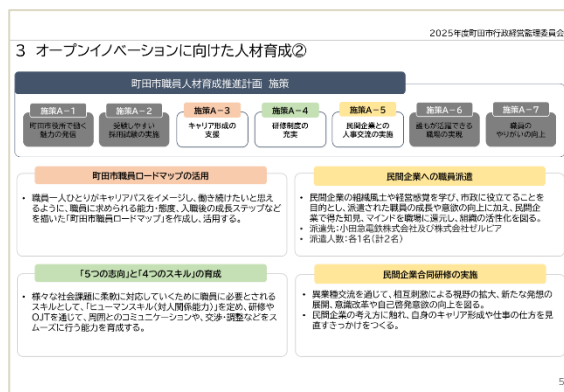 2025年度町田市行政経営監理委員会
3 オープンイノベーションに向けた人材育成②
町田市職員人材育成推進計画 施策
施策A-1
町田市役所で働く
魅力の発信
施策A-2
受験しやすい
採用試験の実施
施策A-3
キャリア形成の
支援
施策A-4
研修制度の
充実
施策A-5
民間企業との
人事交流の実施
施策A-6
誰もが活躍できる
職場の実現
施策A-7
職員の
やりがいの向上
町田市職員ロードマップの活用
・ 職員一人ひとりがキャリアパスをイメージし、働き続けたいと思え
るように、職員に求められる能力・態度、入職後の成長ステップなど
を描いた「町田市職員ロードマップ」を作成し、活用する。
民間企業への職員派遣
・ 民間企業の組織風土や経営感覚を学び、市政に役立てることを
目的とし、派遣された職員の成長や意欲の向上に加え、民間企
業で得た知見、マインドを職場に還元し、組織の活性化を図る。
・ 派遣先:小田急電鉄株式会社及び株式会社ゼルビア
・ 派遣人数:各1名(計2名)
「5つの志向」と「4つのスキル」の育成
・ 様々な社会課題に柔軟に対応していくために職員に必要とされる
スキルとして、「ヒューマンスキル(対人関係能力)」を定め、研修や
OJTを通じて、周囲とのコミュニケーションや、交渉・調整などをス
ムーズに行う能力を育成する。
民間企業合同研修の実施
・ 異業種交流を通じて、相互刺激による視野の拡大、新たな発想の
展開、意識改革や自己啓発意欲の向上を図る。
・ 民間企業の考え方に触れ、自身のキャリア形成や仕事の仕方を見
直すきっかけをつくる。
5